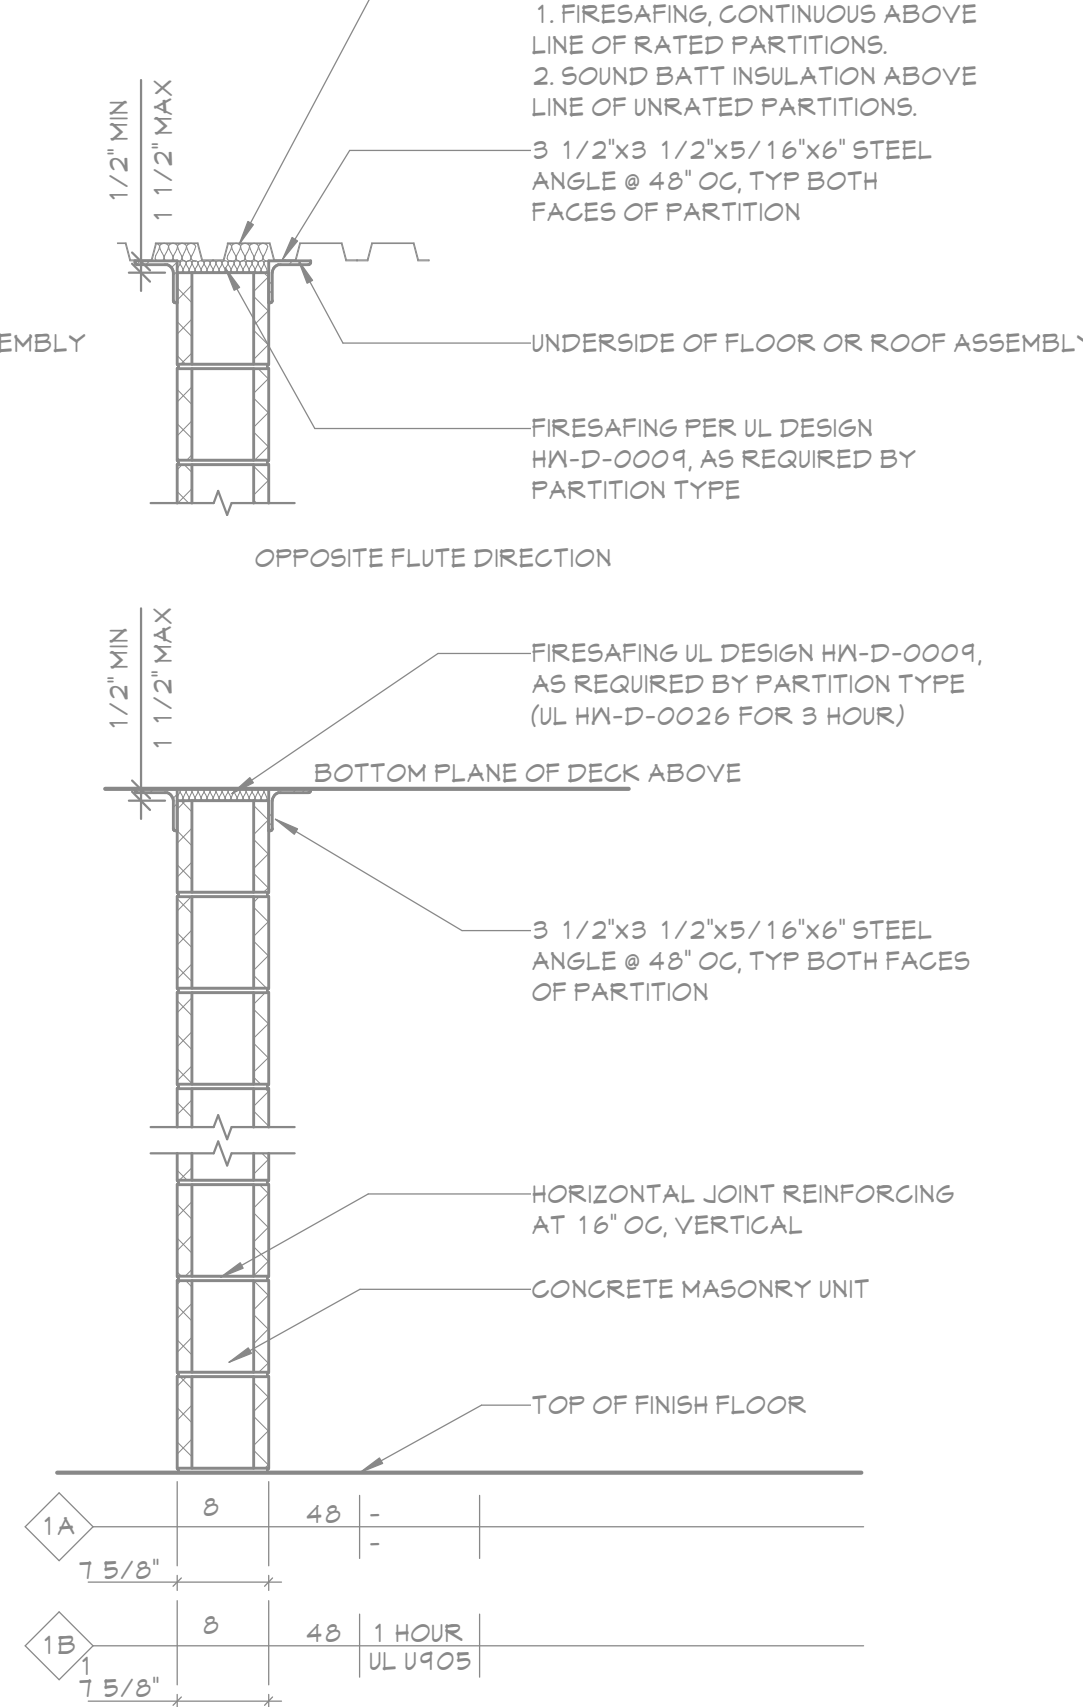 1. FIRESAFING, CONTINUOUS ABOVE
LINE OF RATED PARTITIONS.
2. SOUND BATT INSULATION ABOVE
LINE OF UNRATED PARTITIONS.
1/2" MIN
1 1/2" MAX
3 1/2"x3 1/2"x5/16"x6" STEEL
ANGLE @ 48" OC, TYP BOTH
FACES OF PARTITION
EMBLY
UNDERSIDE OF FLOOR OR ROOF ASSEMBLY
FIRESAFING PER UL DESIGN
HW-D-0009, AS REQUIRED BY
PARTITION TYPE
OPPOSITE FLUTE DIRECTION
1/2" MIN
1 1/2" MAX
FIRESAFING UL DESIGN HW-D-0009,
AS REQUIRED BY PARTITION TYPE
(UL HW-D-0026 FOR 3 HOUR)
BOTTOM PLANE OF DECK ABOVE
3 1/2"x3 1/2"x5/16"x6" STEEL
ANGLE @ 48" OC, TYP BOTH FACES
OF PARTITION
HORIZONTAL JOINT REINFORCING
AT 16" OC, VERTICAL
CONCRETE MASONRY UNIT
TOP OF FINISH FLOOR
1A
8
48
-
-
7 5/8"
1B
8
48
1 HOUR
UL U905
1
7 5/8"